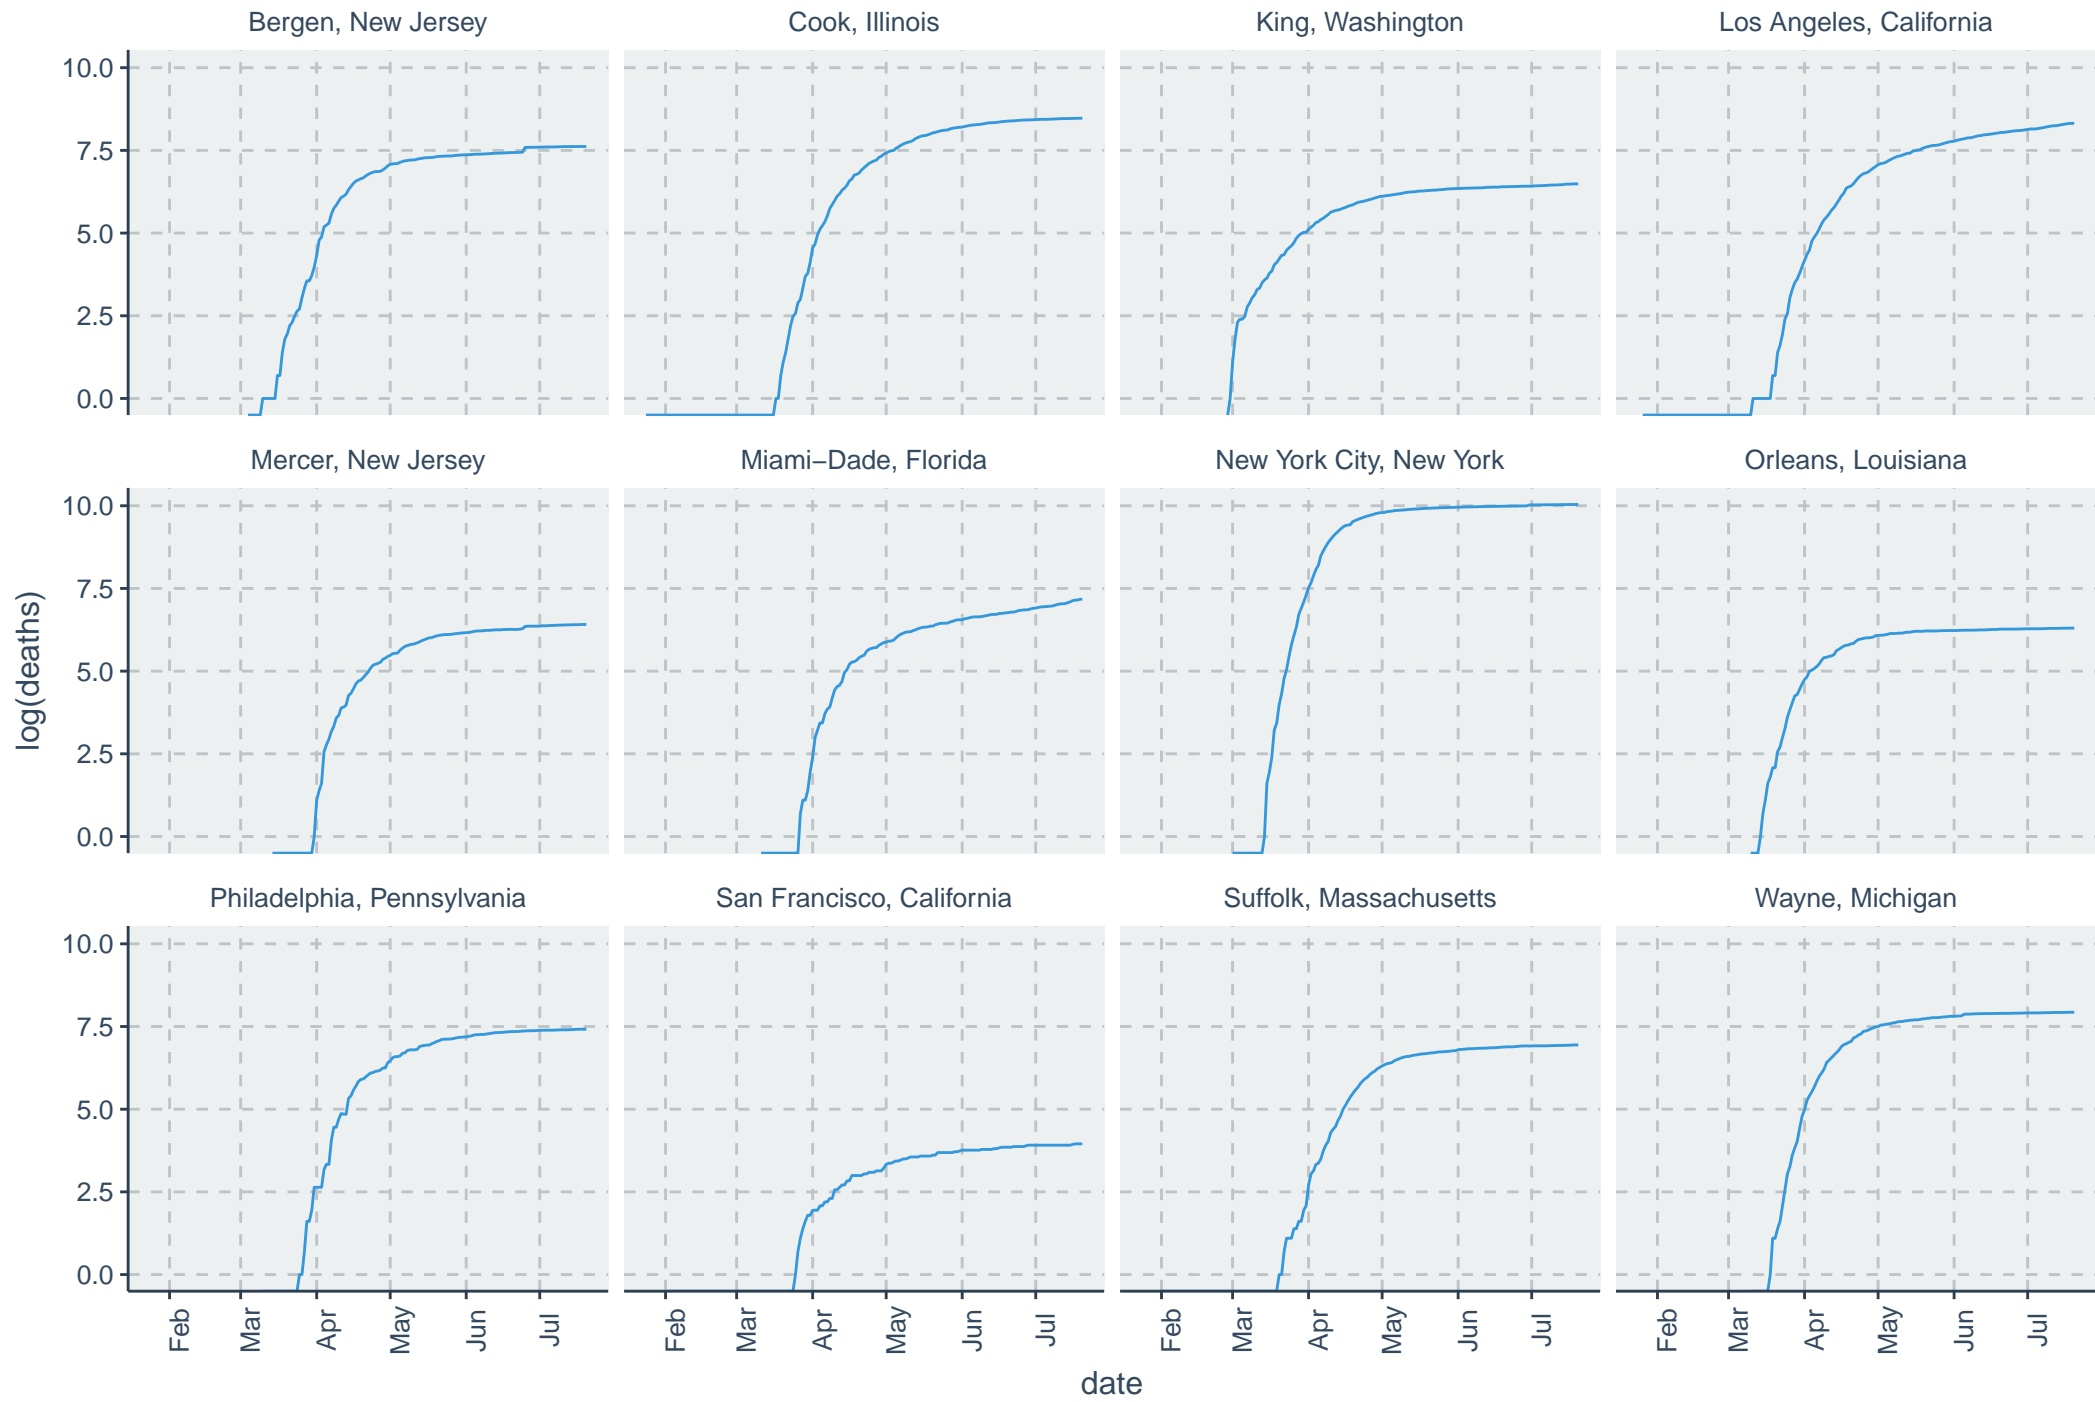 Bergen, New Jersey
Cook, Illinois
King, Washington
Los Angeles, California
10.0
7.5
5.0
2.5
0.0
Mercer, New Jersey
Miami−Dade, Florida
New York City, New York
Orleans, Louisiana
10.0
7.5
5.0
2.5
0.0
log(deaths)
Philadelphia, Pennsylvania
San Francisco, California
Suffolk, Massachusetts
Wayne, Michigan
10.0
7.5
5.0
2.5
0.0
Feb Mar Apr May Jun Jul
Feb Mar Apr May Jun Jul
Feb Mar Apr May Jun Jul
Feb Mar Apr May Jun Jul
date